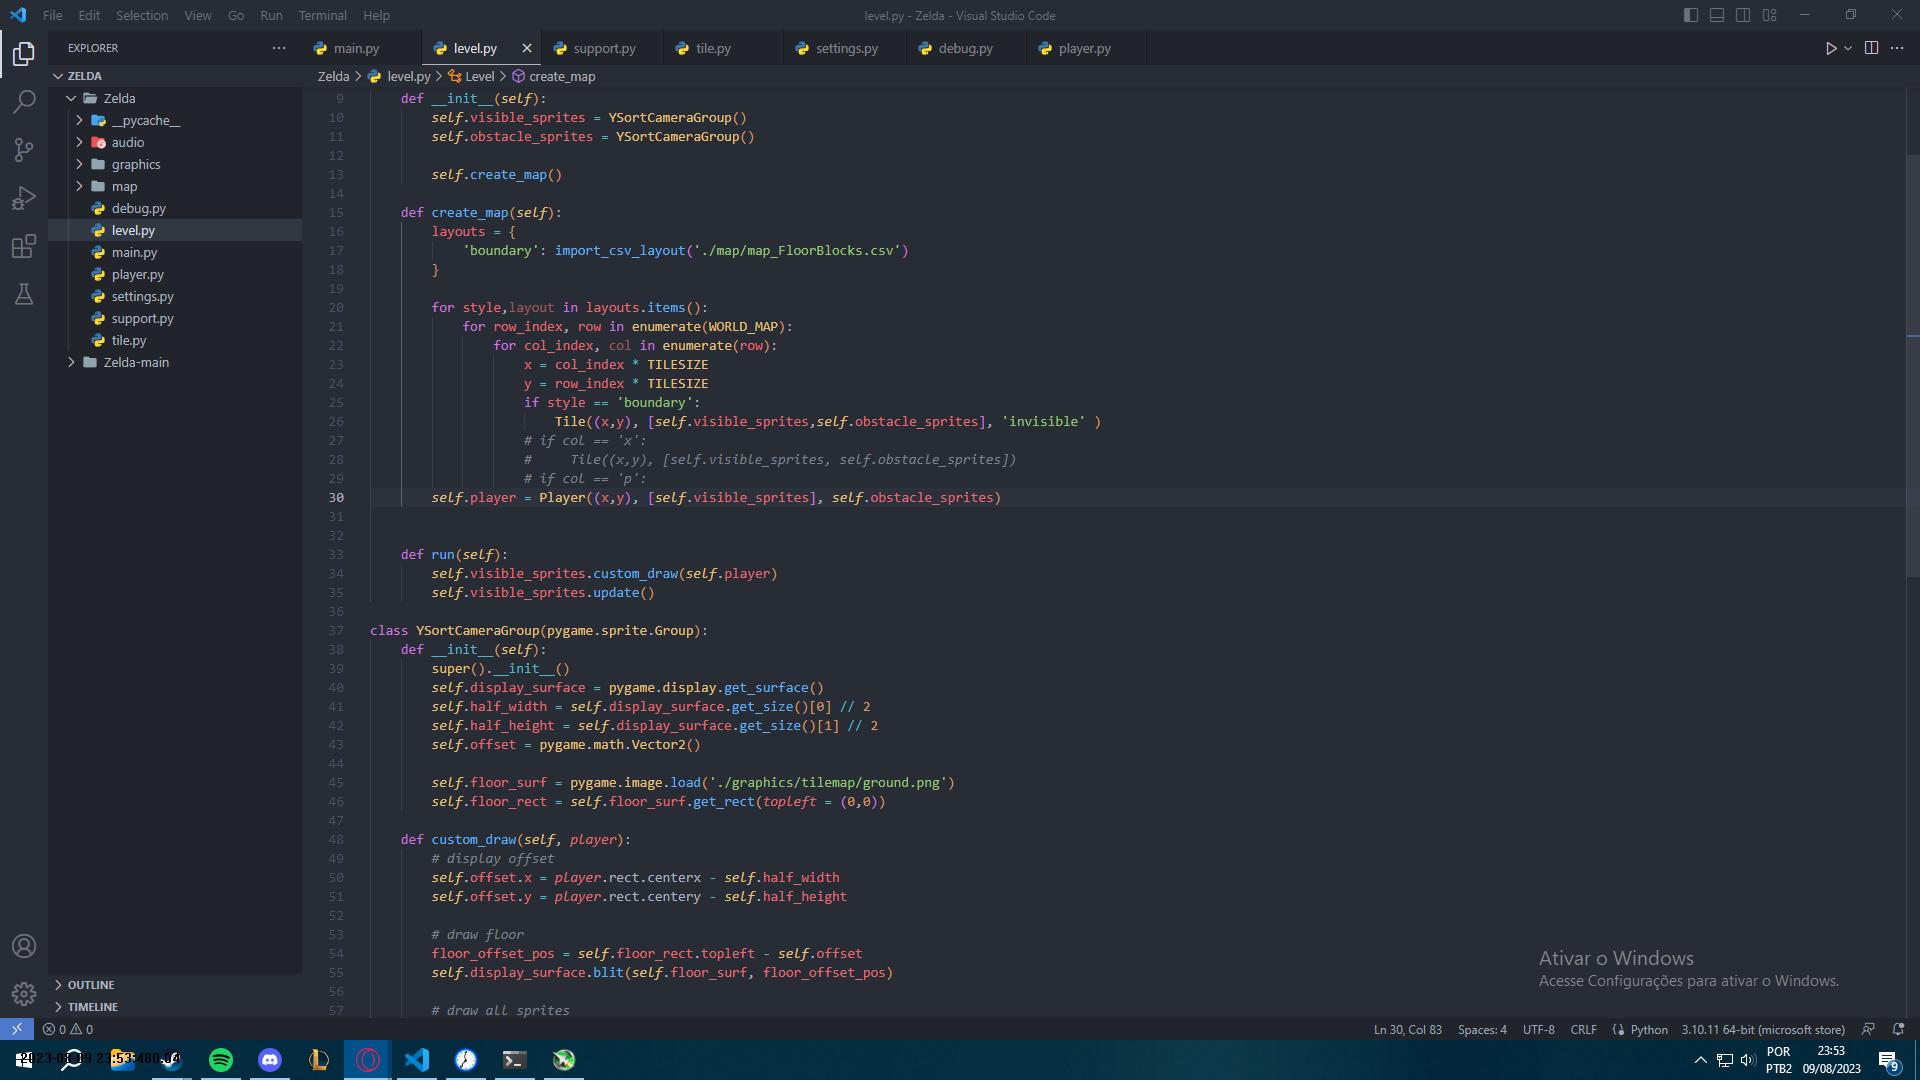 File Edit Selection View Go Run Terminal Help
level.py - Zelda - Visual Studio Code
EXPLORER
main.py
level.py
support.py
tile.py
settings.py
debug.py
player.py
ZELDA
Zelda
__pycache__
audio
graphics
map
debug.py
level.py
main.py
player.py
settings.py
support.py
tile.py
Zelda-main
OUTLINE
TIMELINE
Zelda > level.py > Level > create_map
9 def __init__(self):
10 self.visible_sprites = YSortCameraGroup()
11 self.obstacle_sprites = YSortCameraGroup()
12
13 self.create_map()
14
15 def create_map(self):
16 layouts = {
17 'boundary': import_csv_layout('./map/map_FloorBlocks.csv')
18 }
19
20 for style,layout in layouts.items():
21 for row_index, row in enumerate(WORLD_MAP):
22 for col_index, col in enumerate(row):
23 x = col_index * TILESIZE
24 y = row_index * TILESIZE
25 if style == 'boundary':
26 Tile((x,y), [self.visible_sprites,self.obstacle_sprites], 'invisible' )
27 # if col == 'x':
28 #     Tile((x,y), [self.visible_sprites, self.obstacle_sprites])
29 # if col == 'p':
30 self.player = Player((x,y), [self.visible_sprites], self.obstacle_sprites)
31
32
33 def run(self):
34 self.visible_sprites.custom_draw(self.player)
35 self.visible_sprites.update()
36
37 class YSortCameraGroup(pygame.sprite.Group):
38 def __init__(self):
39 super().__init__()
40 self.display_surface = pygame.display.get_surface()
41 self.half_width = self.display_surface.get_size()[0] // 2
42 self.half_height = self.display_surface.get_size()[1] // 2
43 self.offset = pygame.math.Vector2()
44
45 self.floor_surf = pygame.image.load('./graphics/tilemap/ground.png')
46 self.floor_rect = self.floor_surf.get_rect(topleft = (0,0))
47
48 def custom_draw(self, player):
49 # display offset
50 self.offset.x = player.rect.centerx - self.half_width
51 self.offset.y = player.rect.centery - self.half_height
52
53 # draw floor
54 floor_offset_pos = self.floor_rect.topleft - self.offset
55 self.display_surface.blit(self.floor_surf, floor_offset_pos)
56
57 # draw all sprites
Ativar o Windows
Acesse Configurações para ativar o Windows.
0 0
Ln 30, Col 83 Spaces: 4 UTF-8 CRLF Python 3.10.11 64-bit (microsoft store)
POR
PTB2
23:53
09/08/2023
9